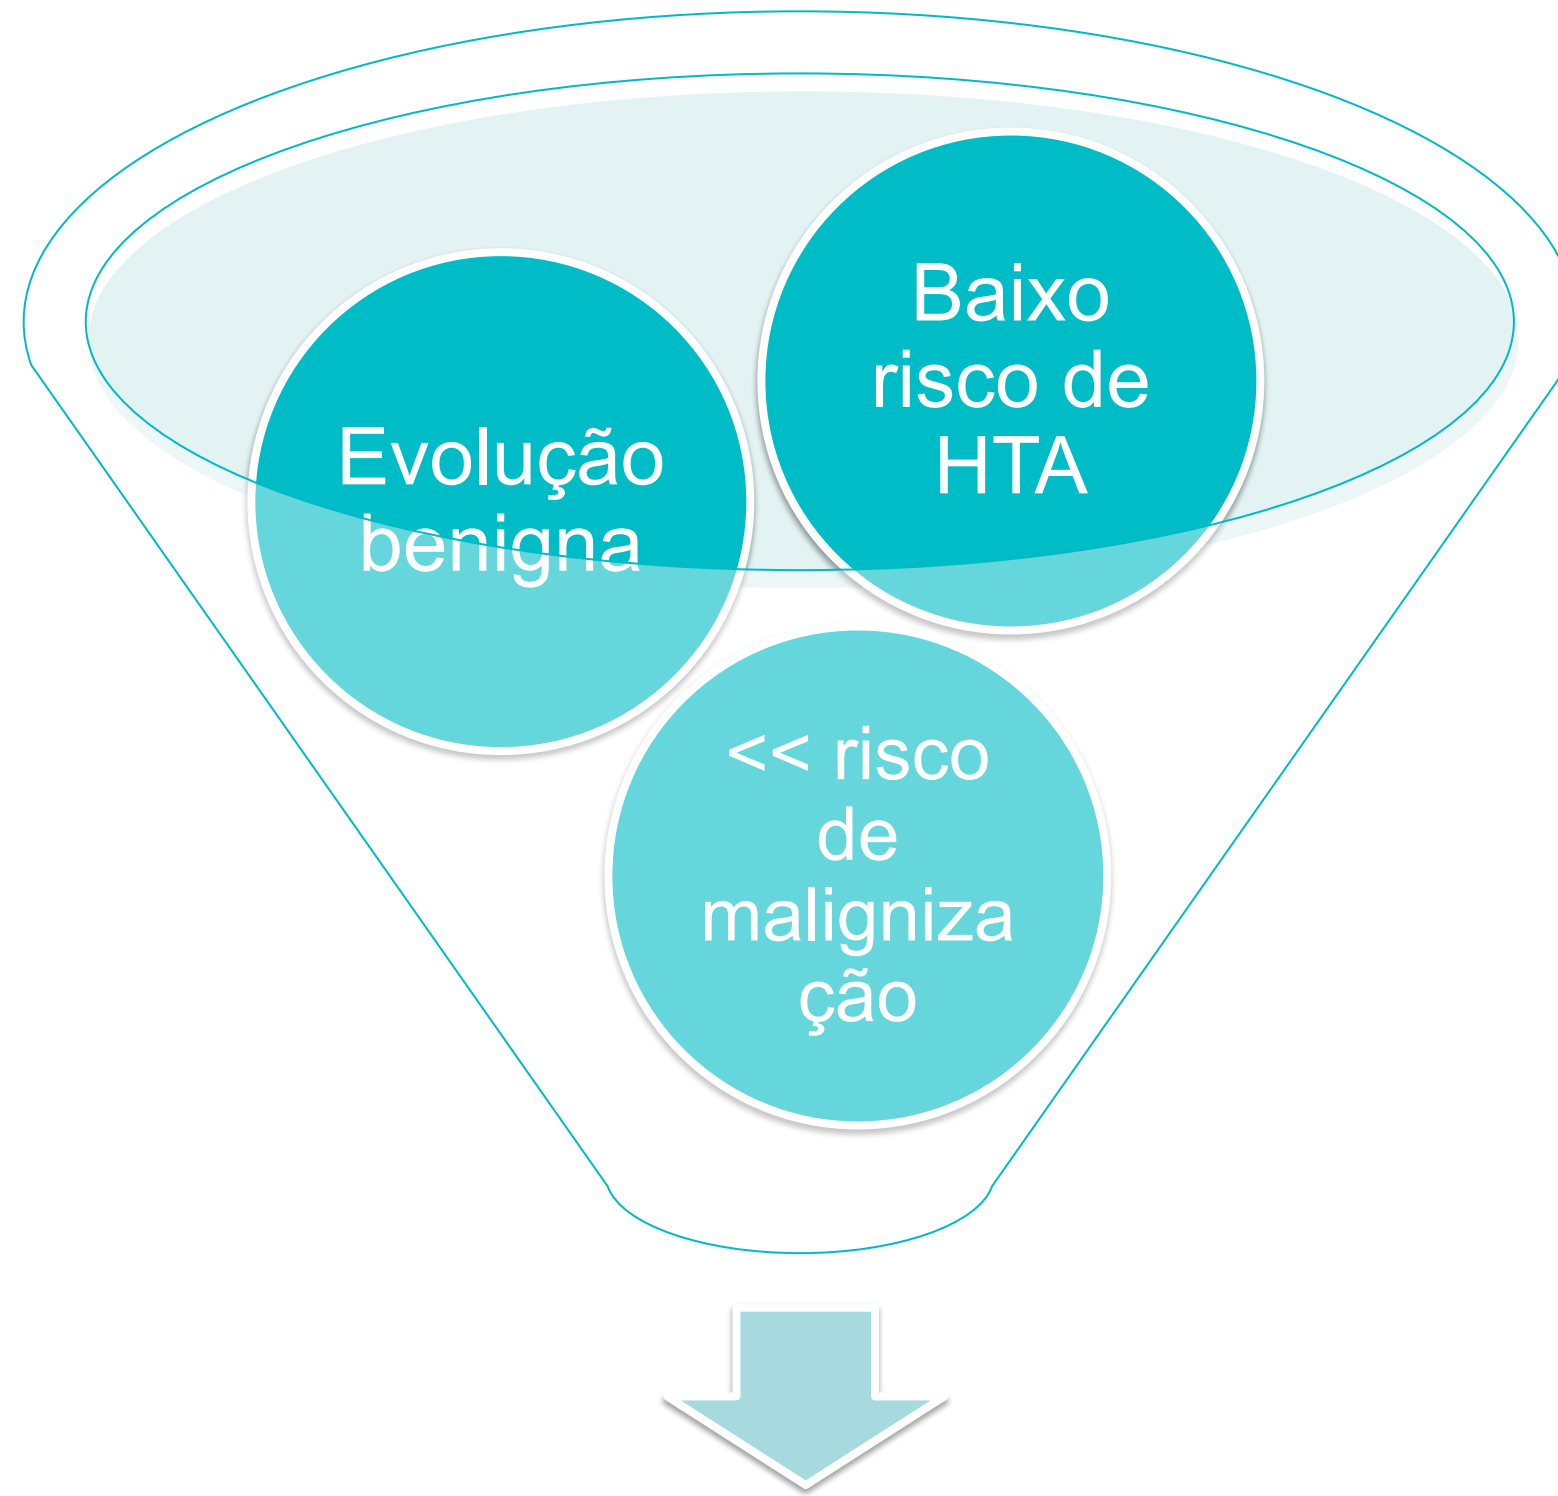 Evolução
benigna
Baixo
risco de
HTA
<< risco
de
maligniza
ção